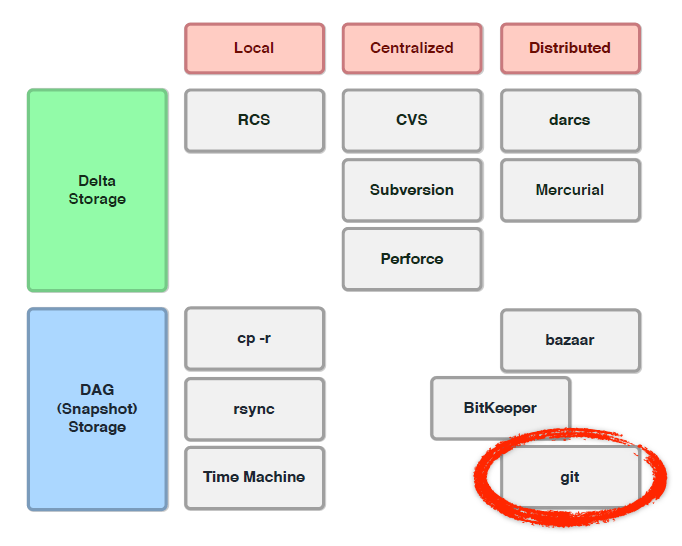 Local
Centralized
Distributed
Delta
Storage
RCS
CVS
darcs
Subversion
Mercurial
Perforce
DAG
(Snapshot)
Storage
cp -r
bazaar
rsync
BitKeeper
Time Machine
git